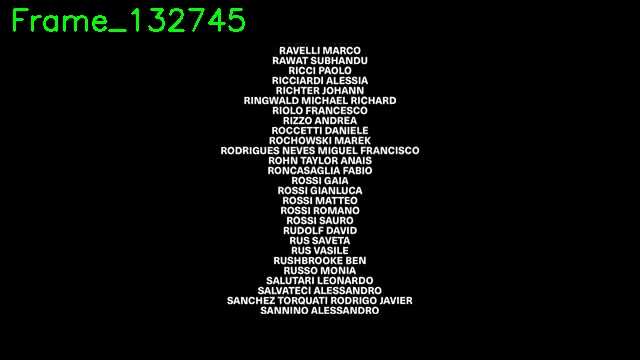 Frame_132745
RAVELLI MARCO
RAWAT SUBHANDU
RICCI PAOLO
RICCIARDI ALESSIA
RICHTER JOHANN
RINGWALD MICHAEL RICHARD
RIOLO FRANCESCO
RIZZO ANDREA
ROCCETTI DANIELE
ROCHOWSKI MAREK
RODRIGUES NEVES MIGUEL FRANCISCO
ROHN TAYLOR ANAIS
RONCASAGLIA FABIO
ROSSI GAIA
ROSSI GIANLUCA
ROSSI MATTEO
ROSSI ROMANO
ROSSI SAURO
RUDOLF DAVID
RUS SAVETA
RUS VASILE
RUSHBROOKE BEN
RUSSO MONIA
SALUTARI LEONARDO
SALVATECI ALESSANDRO
SANCHEZ TORQUATI RODRIGO JAVIER
SANNINO ALESSANDRO